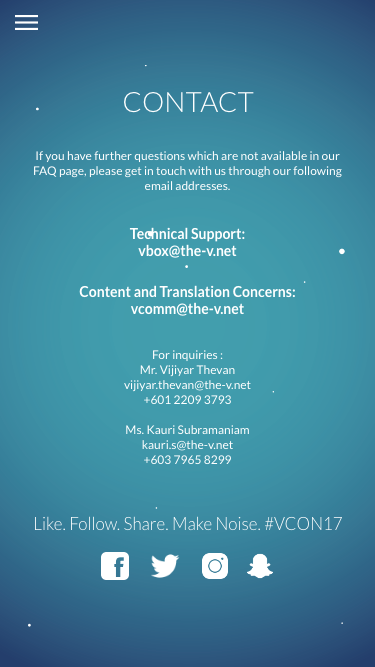 CONTACT
If you have further questions which are not available in our
FAQ page, please get in touch with us through our following
email addresses.
Technical Support:
vbox@the-v.net
Content and Translation Concerns:
vcomm@the-v.net
For inquiries :
Mr. Vijiyar Thevan
vijiyar.thevan@the-v.net
+601 2209 3793
Ms. Kauri Subramaniam
kauri.s@the-v.net
+603 7965 8299
Like. Follow. Share. Make Noise. #VCON17